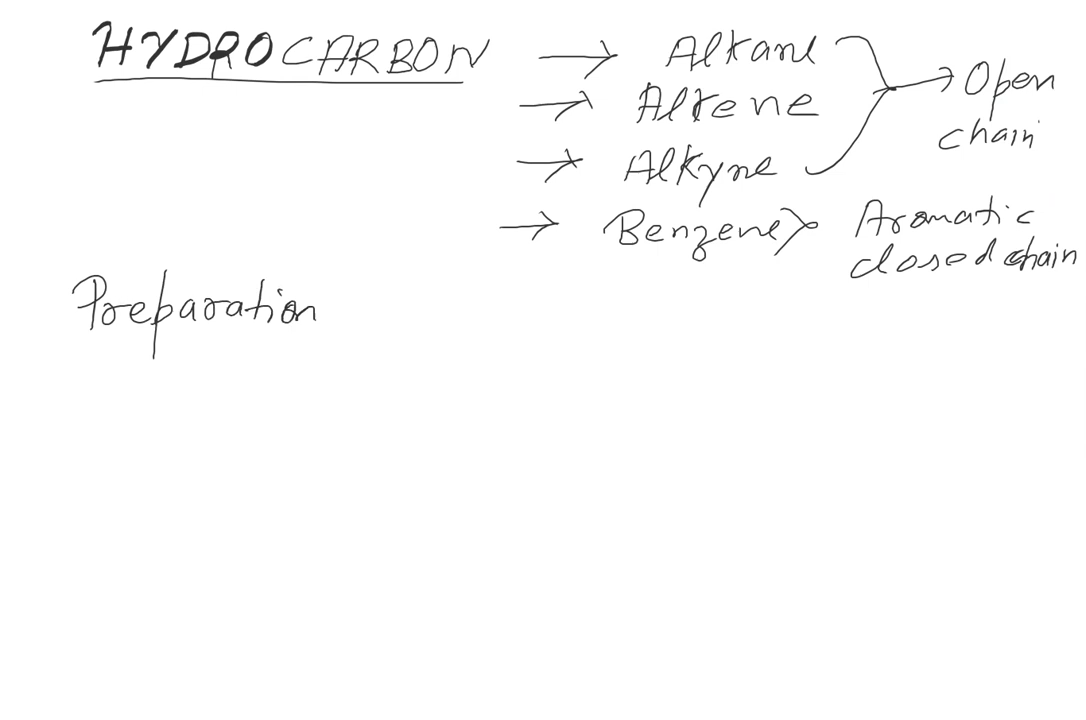 HYDROCARBON → Alkane
→ Alkene → Open chain
→ Alkyne
→ Benzene > Aromatic closed chain
Preparation